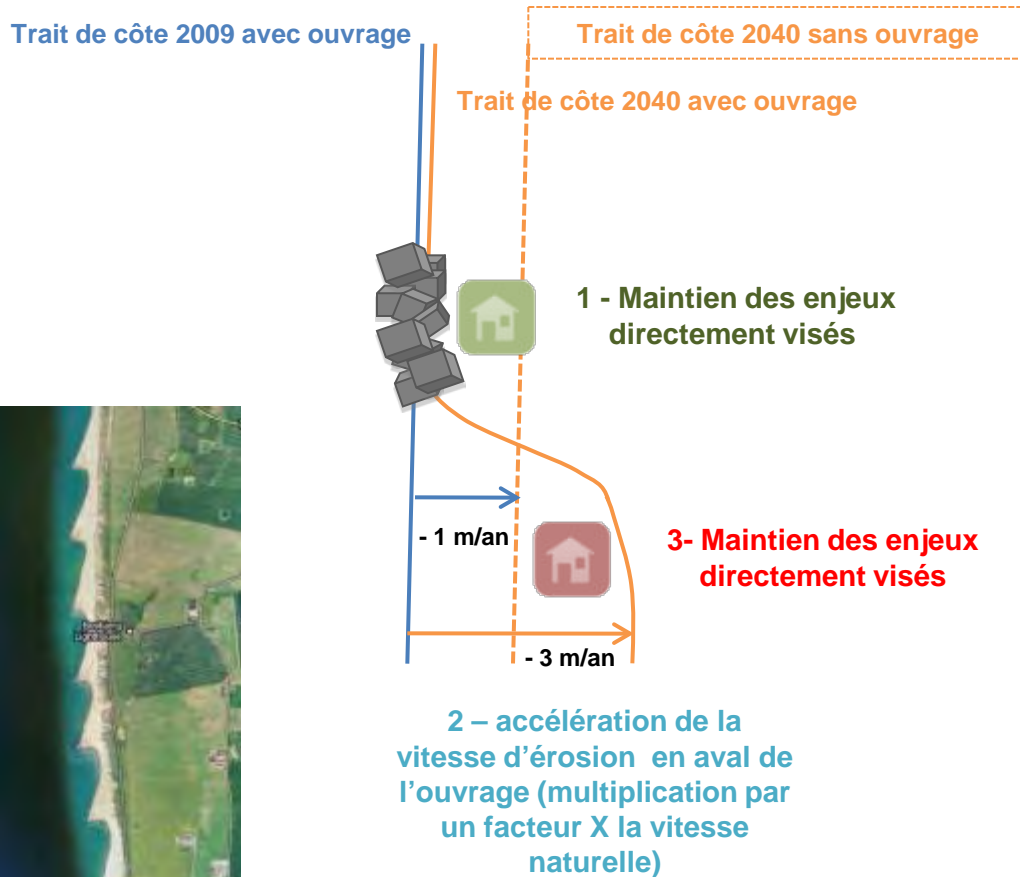 Trait de côte 2009 avec ouvrage
Trait de côte 2040 sans ouvrage
Trait de côte 2040 avec ouvrage
1 - Maintien des enjeux
directement visés
- 1 m/an
3- Maintien des enjeux
directement visés
- 3 m/an
2 – accélération de la
vitesse d’érosion en aval de
l’ouvrage (multiplication par
un facteur X la vitesse
naturelle)